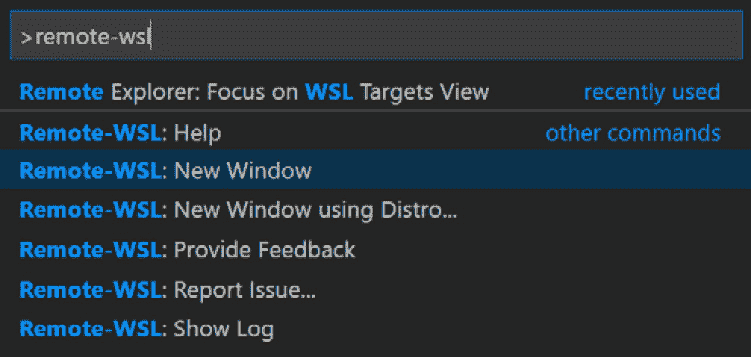 >remote-wsl
Remote Explorer: Focus on WSL Targets View recently used
Remote-WSL: Help other commands
Remote-WSL: New Window
Remote-WSL: New Window using Distro...
Remote-WSL: Provide Feedback
Remote-WSL: Report Issue...
Remote-WSL: Show Log